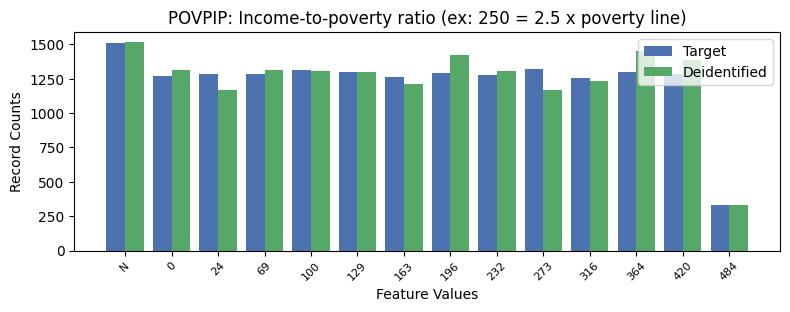 POVPIP: Income-to-poverty ratio (ex: 250 = 2.5 x poverty line)
Target
Deidentified
Record Counts
1500
1250
1000
750
500
250
0
N 0 24 69 100 129 163 196 232 273 316 364 420 484
Feature Values